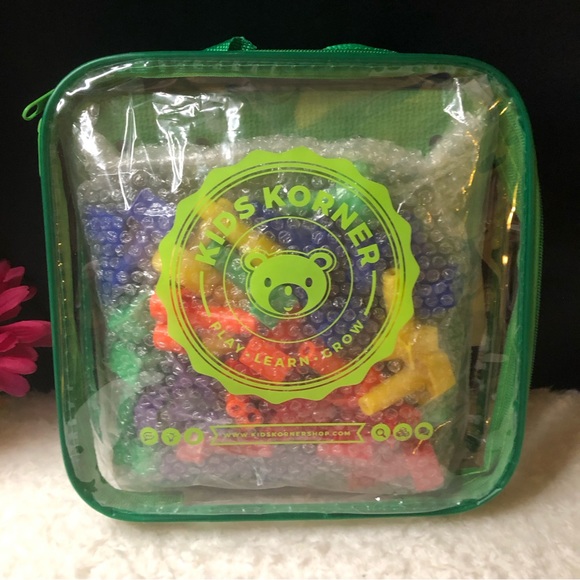 KIDS KORNER
PLAY · LEARN · GROW
WWW.KIDSKORNERSHOP.COM